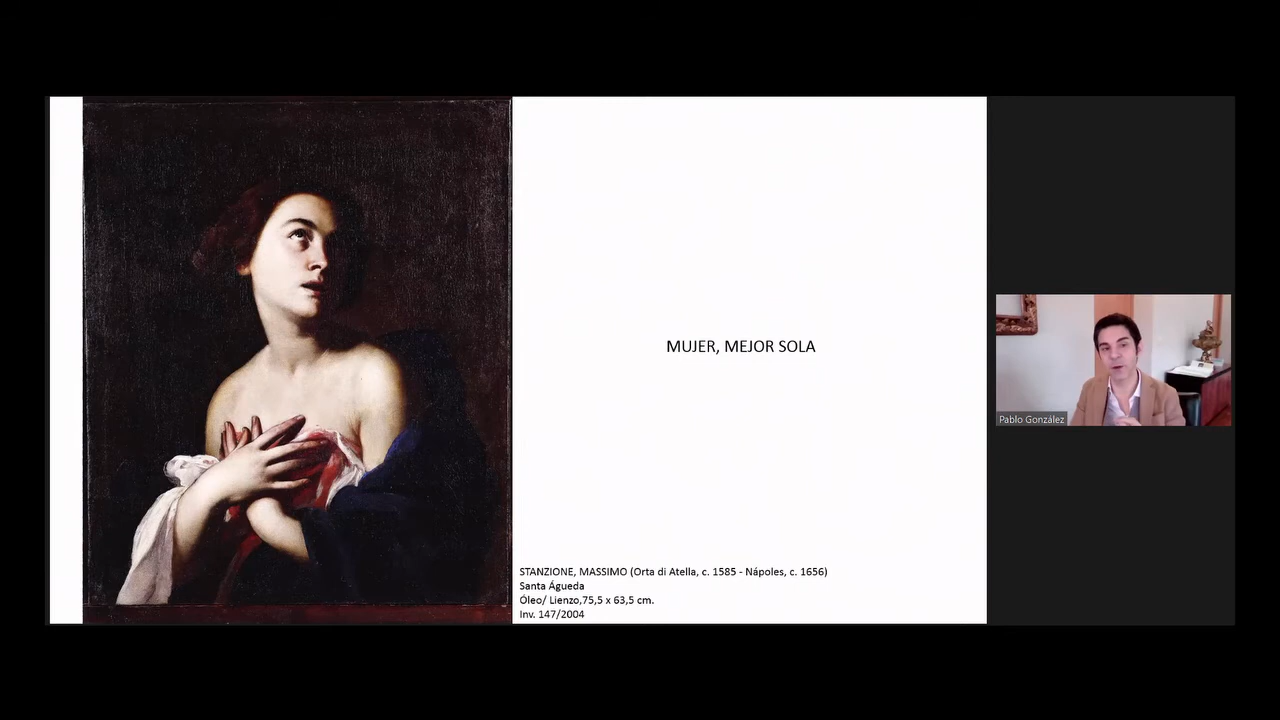 MUJER, MEJOR SOLA
STANZIONE, MASSIMO (Orta di Atella, c. 1585 - Nápoles, c. 1656)
Santa Águeda
Óleo/ Lienzo,75,5 x 63,5 cm.
Inv. 147/2004
Pablo González